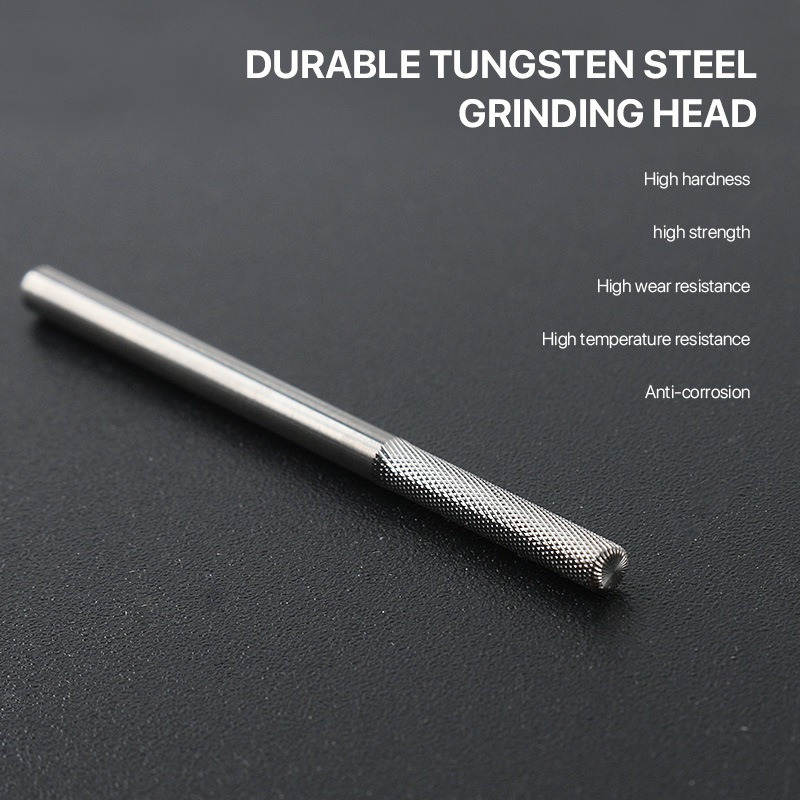 DURABLE TUNGSTEN STEEL
GRINDING HEAD
High hardness
high strength
High wear resistance
High temperature resistance
Anti-corrosion